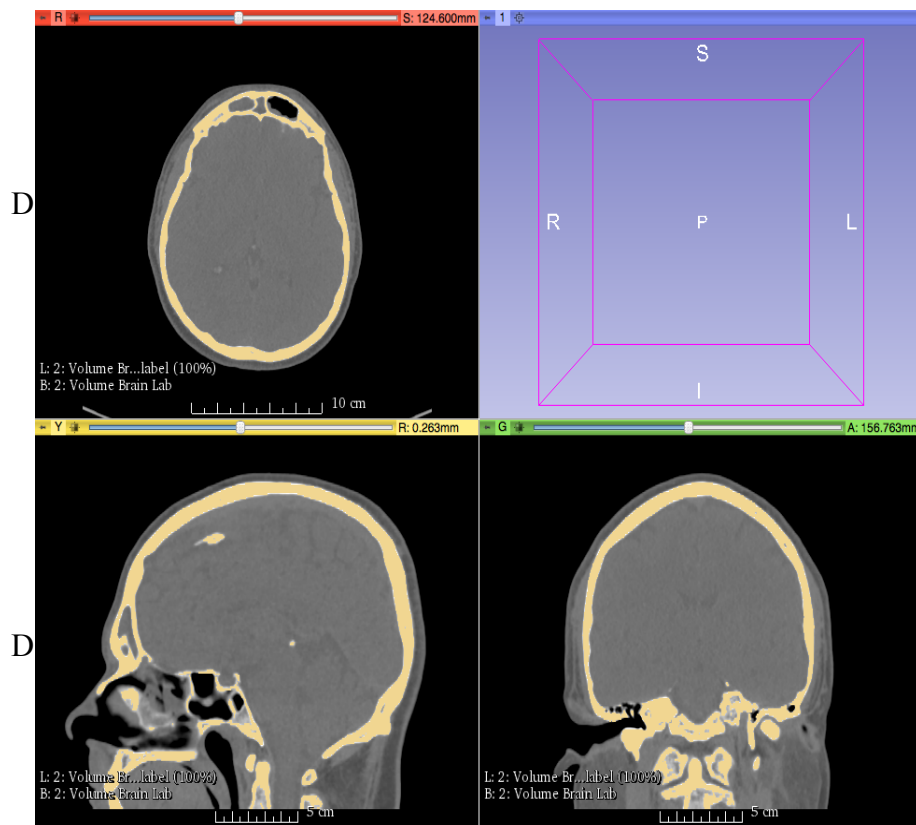 R S: 124.600mm
1
S
R P L
I
D
L: 2: Volume Br...label (100%)
B: 2: Volume Brain Lab
10 cm
Y R: 0.263mm
G A: 156.763mm
D
L: 2: Volume Br...label (100%)
B: 2: Volume Brain Lab
5 cm
L: 2: Volume Br...label (100%)
B: 2: Volume Brain Lab
5 cm